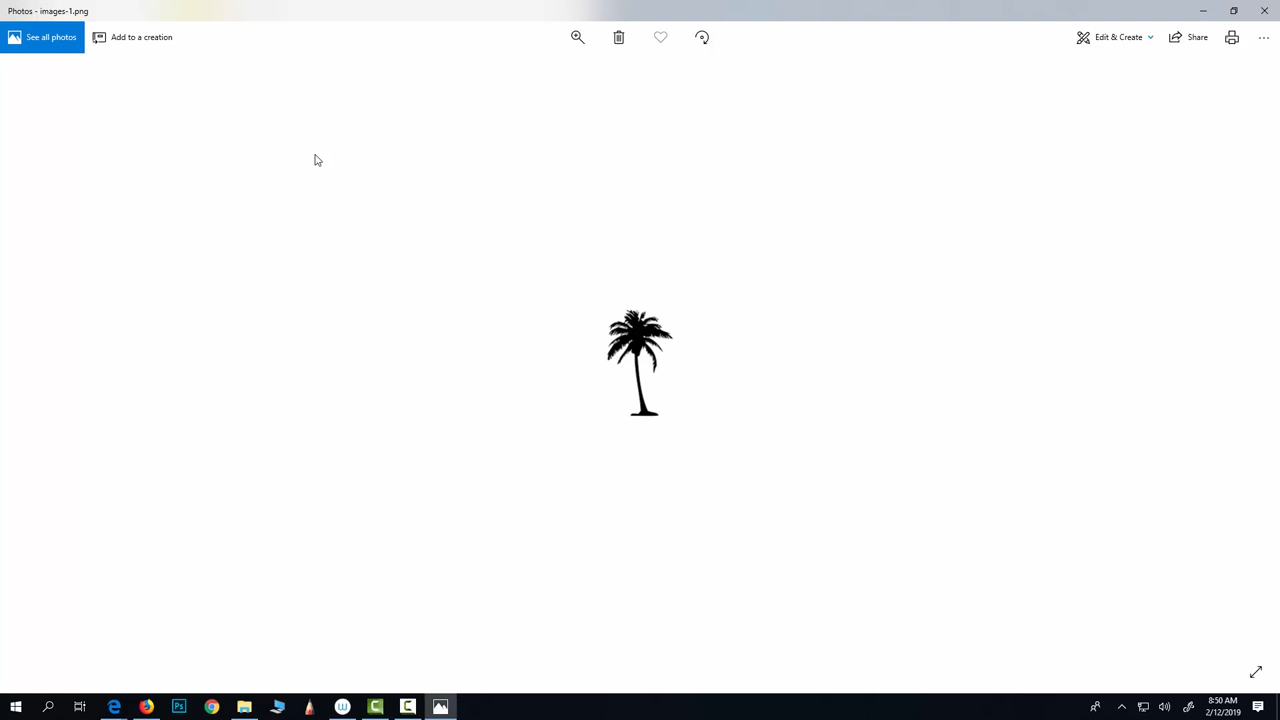 Photos - images-1.png
See all photos
Add to a creation
Edit & Create
Share
Ps
W
C
C
8:50 AM
2/12/2019